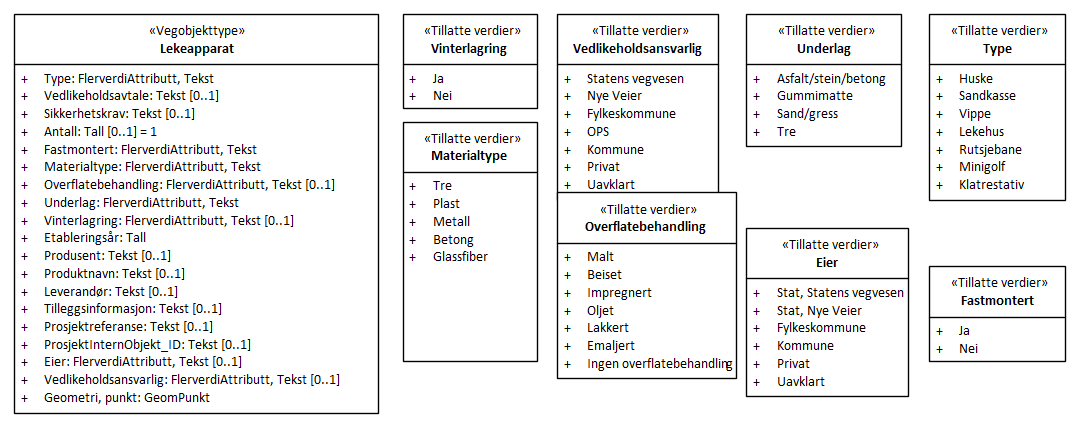 «Vegobjekttype»
Lekeapparat
+ Type: FlerverdiAttributt, Tekst
+ Vedlikeholdsavtale: Tekst [0..1]
+ Sikkerhetskrav: Tekst [0..1]
+ Antall: Tall [0..1] = 1
+ Fastmontert: FlerverdiAttributt, Tekst
+ Materialtype: FlerverdiAttributt, Tekst
+ Overflatebehandling: FlerverdiAttributt, Tekst [0..1]
+ Underlag: FlerverdiAttributt, Tekst
+ Vinterlagring: FlerverdiAttributt, Tekst [0..1]
+ Etableringsår: Tall
+ Produsent: Tekst [0..1]
+ Produktnavn: Tekst [0..1]
+ Leverandør: Tekst [0..1]
+ Tilleggsinformasjon: Tekst [0..1]
+ Prosjektreferanse: Tekst [0..1]
+ ProsjektInternObjekt_ID: Tekst [0..1]
+ Eier: FlerverdiAttributt, Tekst [0..1]
+ Vedlikeholdsansvarlig: FlerverdiAttributt, Tekst [0..1]
+ Geometri, punkt: GeomPunkt
«Tillatte verdier»
Vinterlagring
+ Ja
+ Nei
«Tillatte verdier»
Materialtype
+ Tre
+ Plast
+ Metall
+ Betong
+ Glassfiber
«Tillatte verdier»
Vedlikeholdsansvarlig
+ Statens vegvesen
+ Nye Veier
+ Fylkeskommune
+ OPS
+ Kommune
+ Privat
+ Uavklart
«Tillatte verdier»
Overflatebehandling
+ Malt
+ Beiset
+ Impregnert
+ Oljet
+ Lakkert
+ Emaljert
+ Ingen overflatebehandling
«Tillatte verdier»
Underlag
+ Asfalt/stein/betong
+ Gummimatte
+ Sand/gress
+ Tre
«Tillatte verdier»
Eier
+ Stat, Statens vegvesen
+ Stat, Nye Veier
+ Fylkeskommune
+ Kommune
+ Privat
+ Uavklart
«Tillatte verdier»
Type
+ Huske
+ Sandkasse
+ Vippe
+ Lekehus
+ Rutsjebane
+ Minigolf
+ Klatrestativ
«Tillatte verdier»
Fastmontert
+ Ja
+ Nei